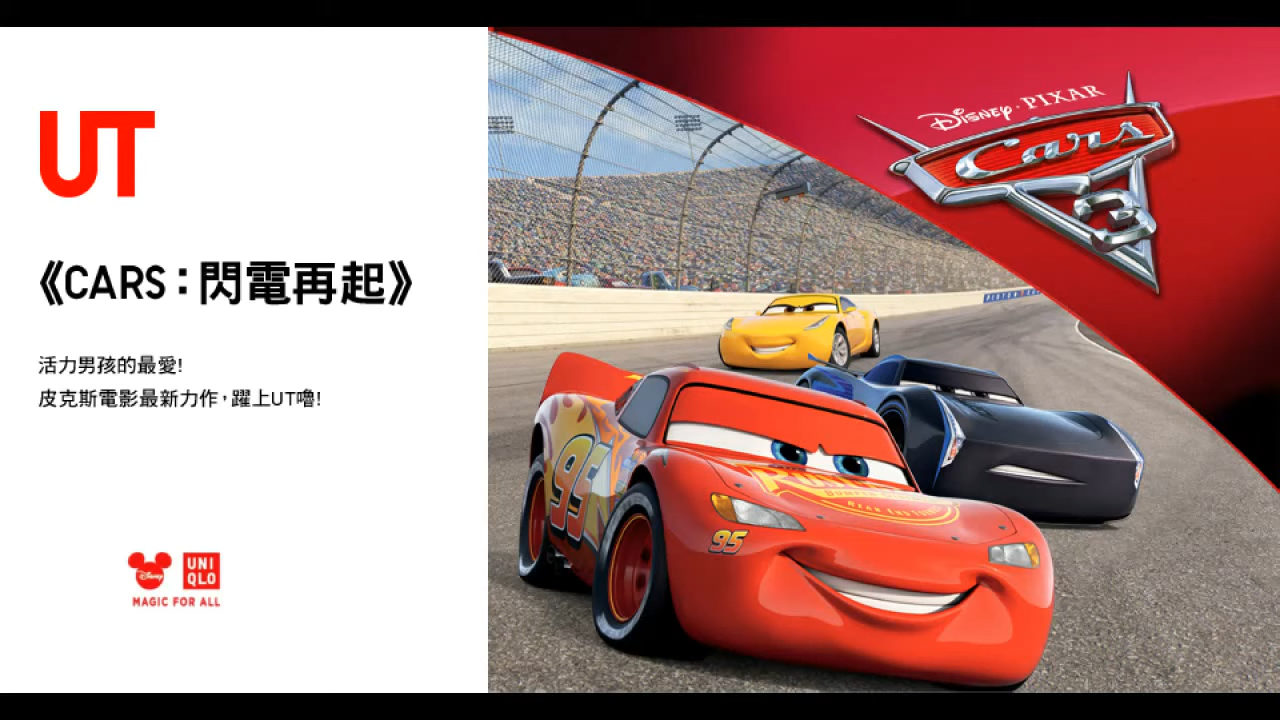 UT
《CARS：閃電再起》
活力男孩的最愛!
皮克斯電影最新力作，躍上UT嚕!
Disney
UNI
QLO
MAGIC FOR ALL
DISNEY · PIXAR
Cars
3
95
95